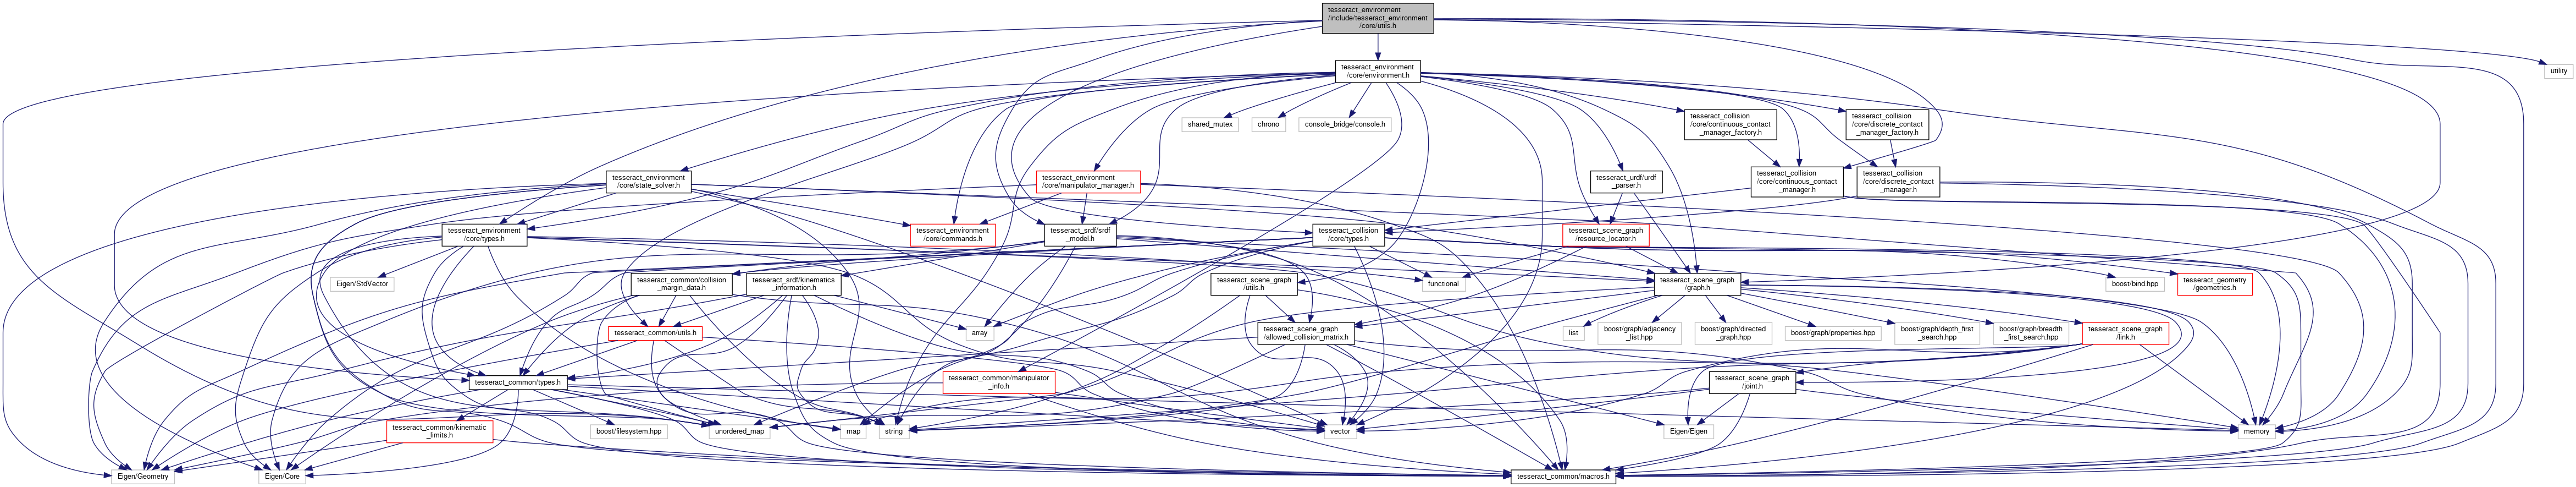 tesseract_environment
/include/tesseract_environment
/core/utils.h
tesseract_environment
/core/environment.h
utility
shared_mutex
chrono
console_bridge/console.h
tesseract_collision
/core/continuous_contact
_manager_factory.h
tesseract_collision
/core/discrete_contact
_manager_factory.h
tesseract_environment
/core/state_solver.h
tesseract_environment
/core/manipulator_manager.h
tesseract_urdf/urdf
_parser.h
tesseract_collision
/core/continuous_contact
_manager.h
tesseract_collision
/core/discrete_contact
_manager.h
tesseract_environment
/core/types.h
tesseract_environment
/core/commands.h
tesseract_srdf/srdf
_model.h
tesseract_collision
/core/types.h
tesseract_scene_graph
/resource_locator.h
Eigen/StdVector
tesseract_common/collision
_margin_data.h
tesseract_srdf/kinematics
_information.h
tesseract_scene_graph
/utils.h
functional
tesseract_scene_graph
/graph.h
boost/bind.hpp
tesseract_geometry
/geometries.h
tesseract_common/utils.h
array
tesseract_scene_graph
/allowed_collision_matrix.h
list
boost/graph/adjacency
_list.hpp
boost/graph/directed
_graph.hpp
boost/graph/properties.hpp
boost/graph/depth_first
_search.hpp
boost/graph/breadth
_first_search.hpp
tesseract_scene_graph
/link.h
tesseract_common/types.h
tesseract_common/manipulator
_info.h
tesseract_scene_graph
/joint.h
tesseract_common/kinematic
_limits.h
boost/filesystem.hpp
unordered_map
map
string
vector
Eigen/Eigen
memory
Eigen/Geometry
Eigen/Core
tesseract_common/macros.h